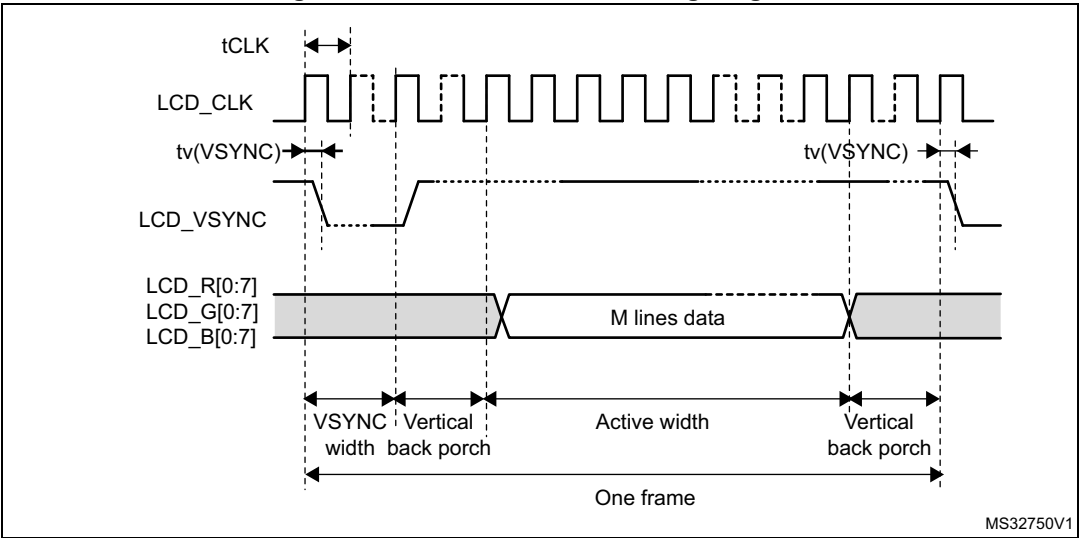 tCLK
LCD_CLK
tv(VSYNC)
tv(VSYNC)
LCD_VSYNC
LCD_R[0:7]
LCD_G[0:7]
LCD_B[0:7]
M lines data
VSYNC width
Vertical back porch
Active width
Vertical back porch
One frame
MS32750V1